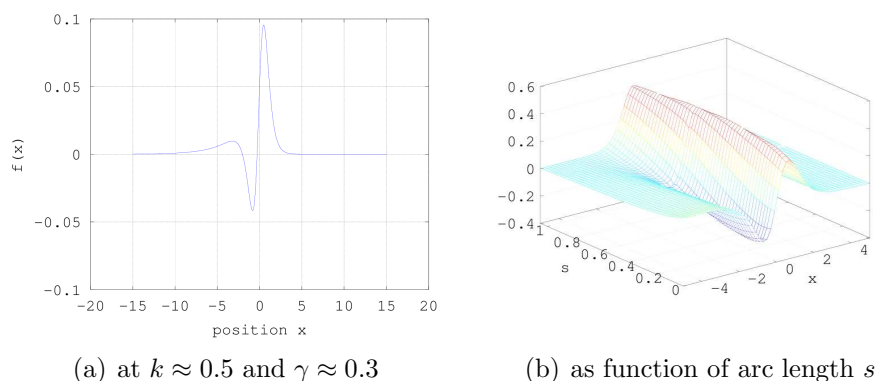 0.1
0.05
0
−0.05
−0.1
f(x)
−20 −15 −10 −5 0 5 10 15 20
position x
0.6
0.4
0.2
0
−0.2
−0.4
1 0.8 0.6 0.4 0.2 0
s
−4 −2 0 2 4
x
(a) at k ≈ 0.5 and γ ≈ 0.3
(b) as function of arc length s